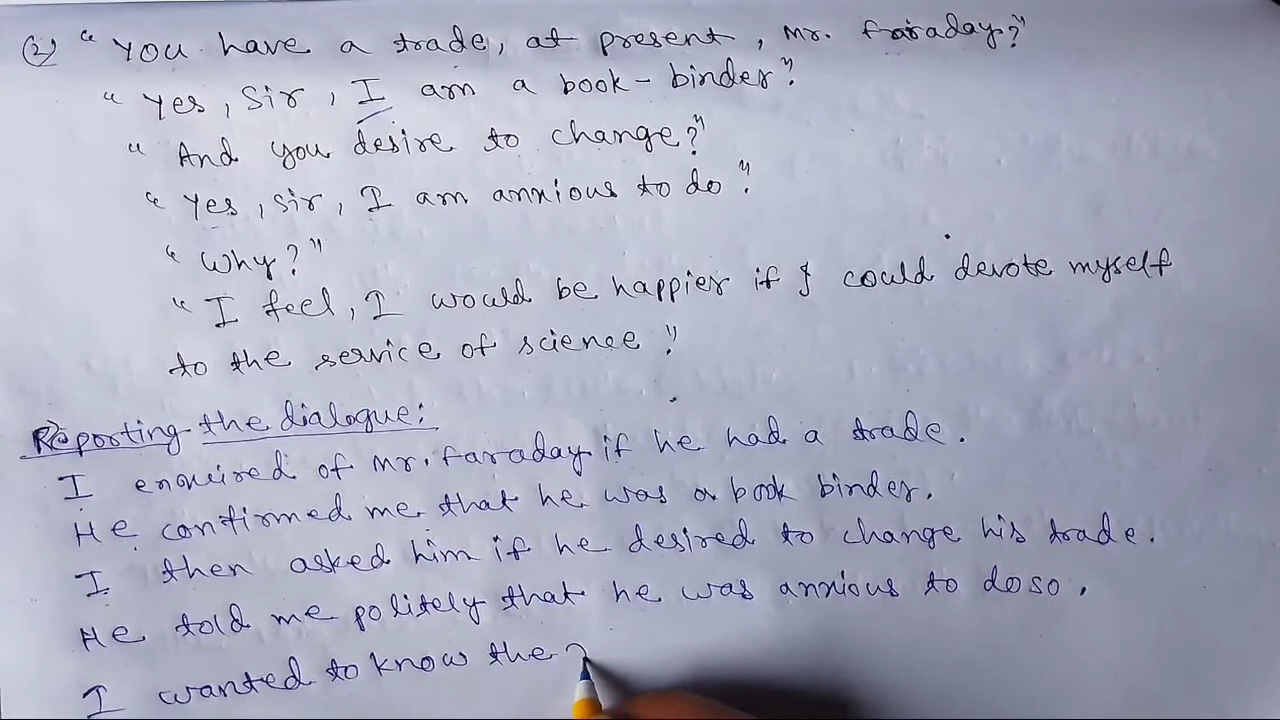 (2) "You have a trade, at present, Mr. Faraday?"
"Yes, Sir, I am a book-binder."
"And you desire to change?"
"Yes, sir, I am anxious to do".
"Why?"
"I feel, I would be happier if I could devote myself
to the service of science."
Reporting the dialogue:
I enquired of Mr. Faraday if he had a trade.
He confirmed me that he was a book binder.
I then asked him if he desired to change his trade.
He told me politely that he was anxious to do so.
I wanted to know the